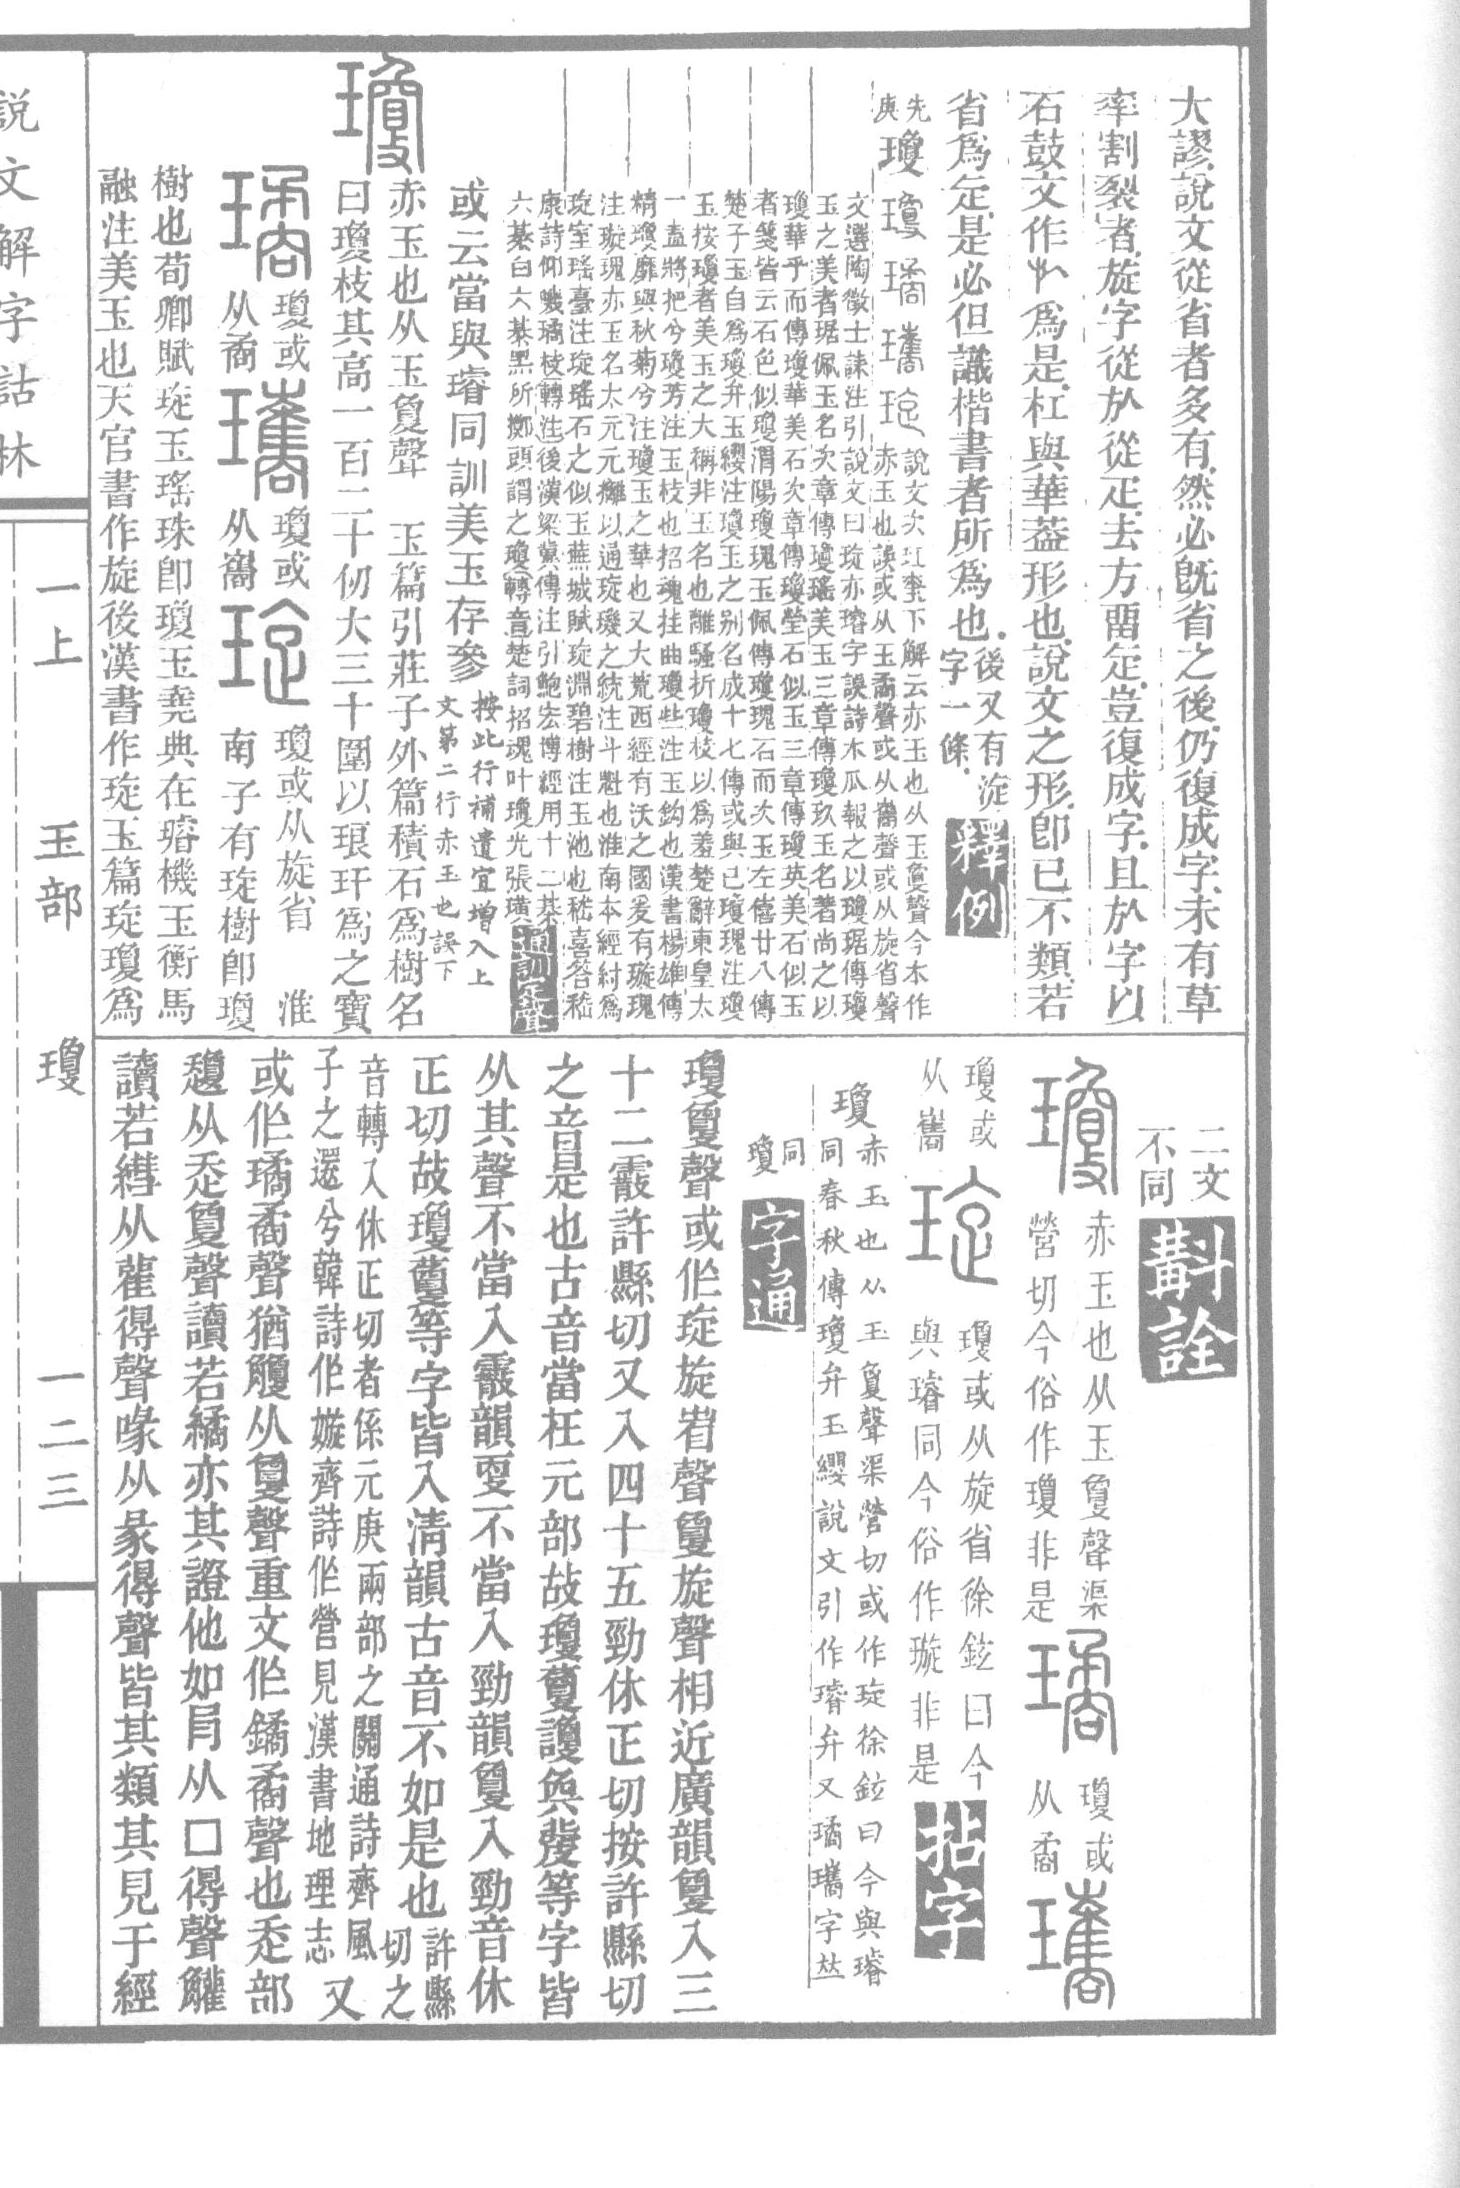 大謬說文從省者多有然必旣省之後仍復成字未有草
率割裂者旋字從㫃從疋去方畱疋豈復成字且㫃字以
石鼓文作 爲是杠與華葢形也說文之形卽已不類若
省爲疋是必但識楷書者所爲也
後又有淀
字一條
釋例
先
庚
瓊
瓊 璚 瓗 琁
說文次玒㻨下解云亦玉也从玉敻聲今本作
赤玉也誤或从玉矞聲或从巂聲或从旋省聲
文選陶徵士誄注引說文曰琁亦璿字誤詩木瓜報之以瓊琚傳瓊
玉之美者琚佩玉名次章傳瓊瑤美玉三章傳瓊玖玉名著尚之以
瓊華乎而傳瓊華美石次章傳瓊瑩石似玉三章傳瓊英美石似玉
者箋皆云石色似瓊渭陽瓊瑰玉佩傳瓊瑰石而次玉左僖廿八傳
楚子玉自爲瓊弁玉纓注瓊玉之别名成十七傳或與已瓊瑰注瓊
玉按瓊者美玉之大稱非玉名也離騷折瓊枝以爲羞楚辭東皇太
一盍將把兮瓊芳注玉枝也招魂挂曲瓊些注玉鈎也漢書楊雄傳
精瓊靡與秋菊兮注瓊玉之華也又大荒西經有沃之國爰有璇瑰
注璇瑰亦玉名太元元攡以通琁璣之統注斗魁也淮南本經紂爲
琁室瑤臺注琁瑤石之似玉蕪城賦琁淵碧樹注玉池也嵇喜答嵇
康詩仰嘰璚枝轉注後漢梁冀傳注引鮑宏博經用十二棊
六棊白六棊黑所擲頭謂之瓊轉音楚詞招魂叶瓊光張璜
通訓定聲
或云當與璿同訓美玉存參
按此行補遺宜增入上
文第二行赤玉也誤下
瓊
赤玉也从玉敻聲 玉篇引莊子外篇積石爲樹名
曰瓊枝其高一百二十仞大三十圍以琅玕爲之寶
璚
瓊或
从矞
瓗
瓊或
从巂
琁
瓊或从旋省 淮
南子有琁樹卽瓊
樹也荀卿賦琁玉瑤珠卽瓊玉堯典在璿機玉衡馬
融注美玉也天官書作旋後漢書作琁玉篇琁瓊爲
二文
不同
斠詮
瓊
赤玉也从玉敻聲渠
營切今俗作瓊非是
璚
瓊或
从矞
瓗
瓊或
从巂
琁
瓊或从旋省徐鉉曰今
與璿同今俗作璇非是
拈字
瓊
赤玉也从玉敻聲渠營切或作琁徐鉉曰今與璿
同春秋傳瓊弁玉纓說文引作璿弁又璚瓗字𠀤
同
瓊
字通
瓊敻聲或作琁旋省聲敻旋聲相近廣韻敻入三
十二霰許縣切又入四十五勁休正切按許縣切
之音是也古音當在元部故瓊藑讂奐𡕷等字皆
从其聲不當入霰韻㪅不當入勁韻敻入勁音休
正切故瓊藑等字皆入清韻古音不如是也
許縣
切之
音轉入休正切者係元庚兩部之關通詩齊風
子之還兮韓詩作嫙齊詩作營見漢書地理志
又
或作璚矞聲猶觼从敻聲重文作鐍矞聲也赱部
𧽯从赱敻聲讀若繘亦其證他如肙从口得聲觿
讀若縙从雚得聲喙从彖得聲皆其類其見于經
說文解字詁林
一上
玉部
瓊
一二三